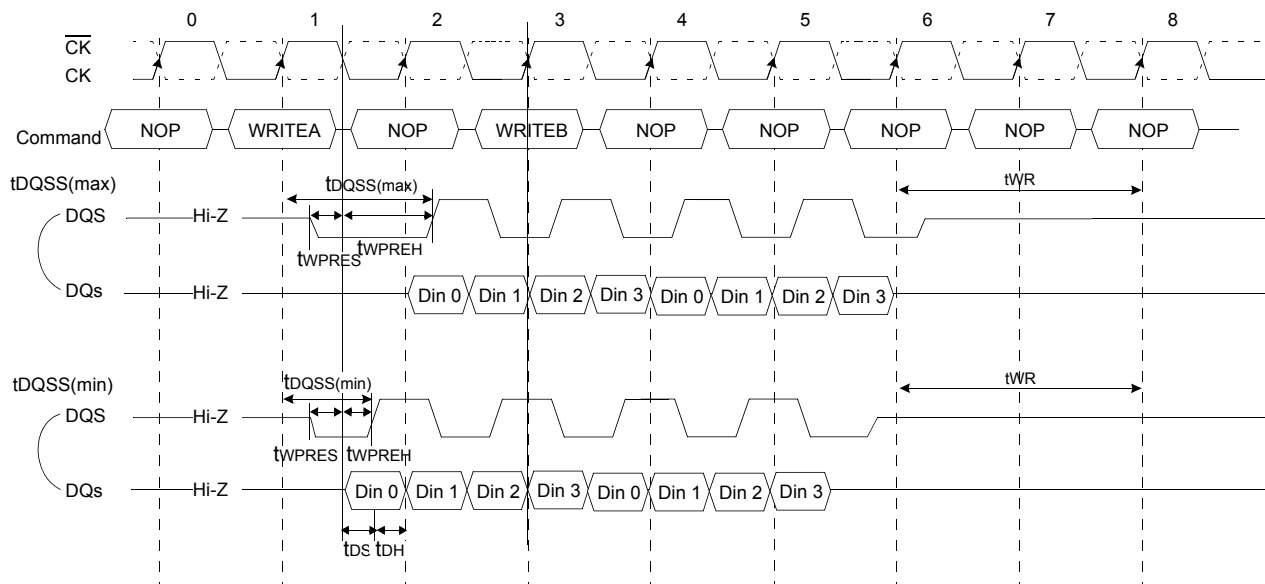 0 1 2 3 4 5 6 7 8
CK
CK
Command NOP WRITEA NOP WRITEB NOP NOP NOP NOP NOP
tDQSS(max) tDQSS(max) tWR
DQS Hi-Z
tWPRES tWPREH
DQs Hi-Z Din 0 Din 1 Din 2 Din 3 Din 0 Din 1 Din 2 Din 3
tDQSS(min) tDQSS(min) tWR
DQS Hi-Z
tWPRES tWPREH
DQs Hi-Z Din 0 Din 1 Din 2 Din 3 Din 0 Din 1 Din 2 Din 3
tDS tDH